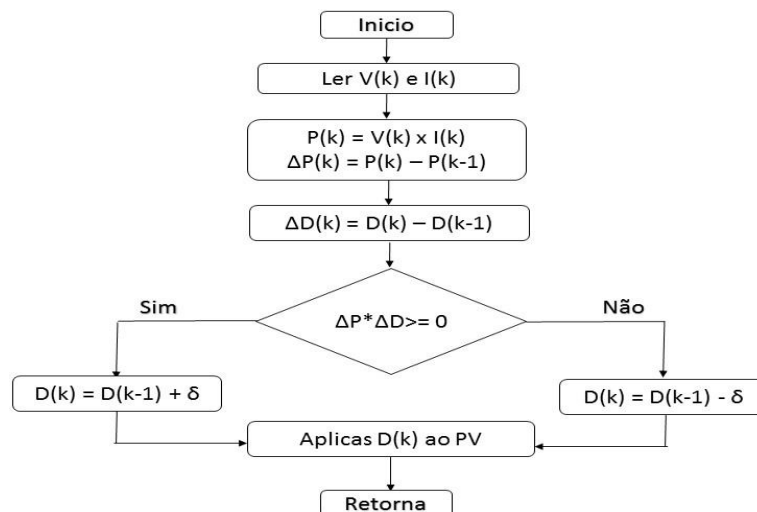 Inicio
Ler V(k) e I(k)
P(k) = V(k) x I(k)
ΔP(k) = P(k) – P(k-1)
ΔD(k) = D(k) – D(k-1)
Sim
Não
ΔP*ΔD>= 0
D(k) = D(k-1) + δ
D(k) = D(k-1) - δ
Aplicas D(k) ao PV
Retorna